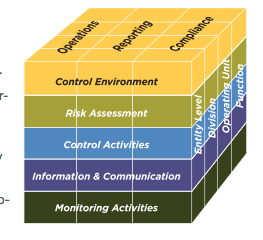 Operations
Reporting
Compliance
Control Environment
Risk Assessment
Control Activities
Information & Communication
Monitoring Activities
Entity Level
Division
Operating Unit
Function